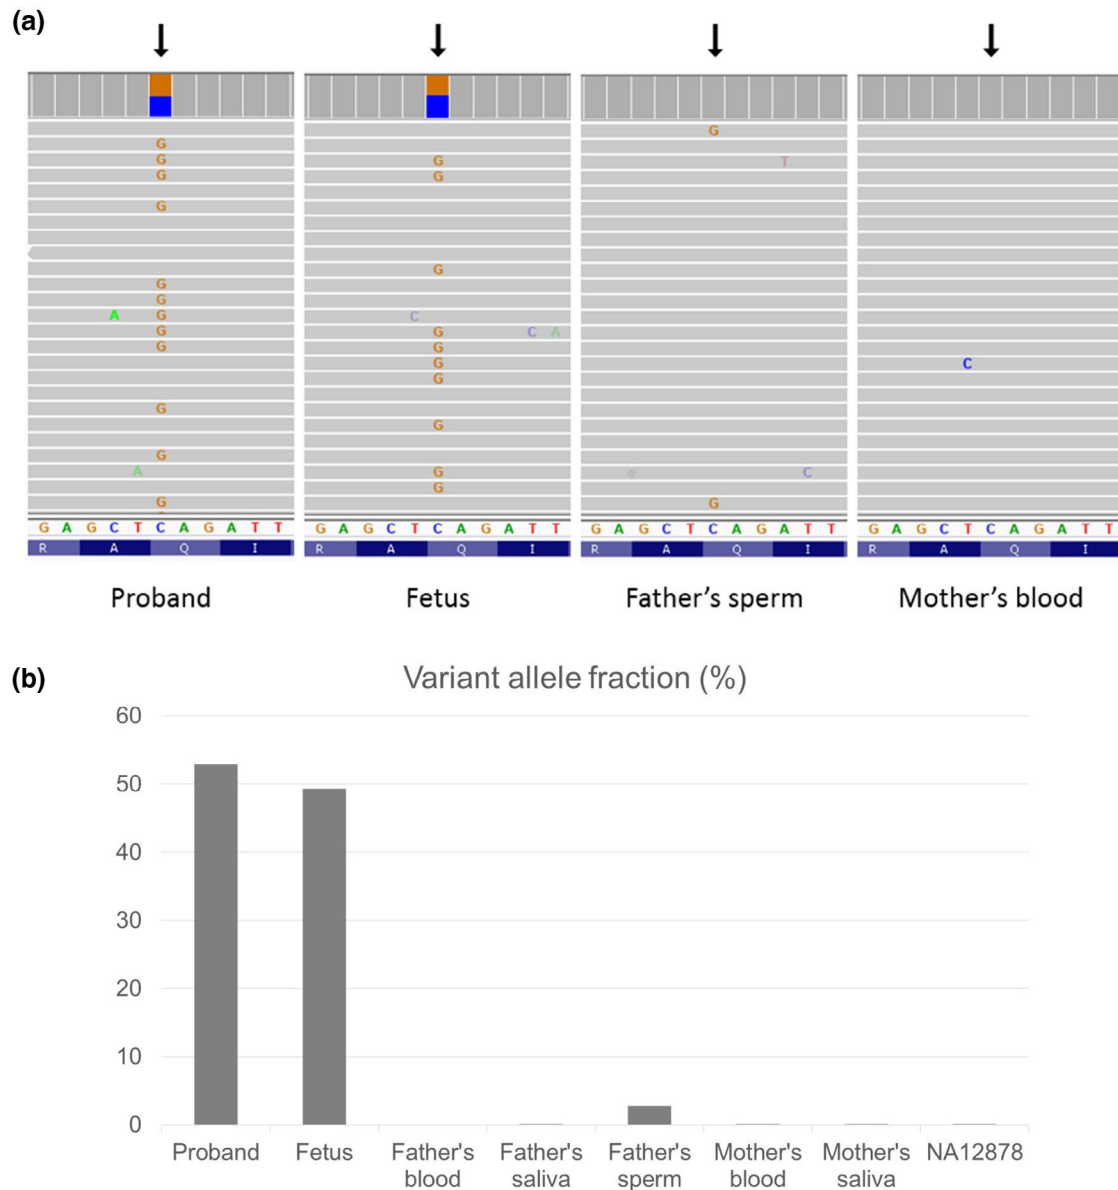 (a)
G
G
G G T
G G
G
G
G
G
A G C
G G C A
G G
G C
G
G
G
G
A G C
G
G G
G A G C T C A G A T T G A G C T C A G A T T G A G C T C A G A T T G A G C T C A G A T T
R A Q I R A Q I R A Q I R A Q I
Proband Fetus Father's sperm Mother's blood
(b)
Variant allele fraction (%)
60
50
40
30
20
10
0
Proband Fetus Father's Father's Father's Mother's Mother's NA12878
blood saliva sperm blood saliva